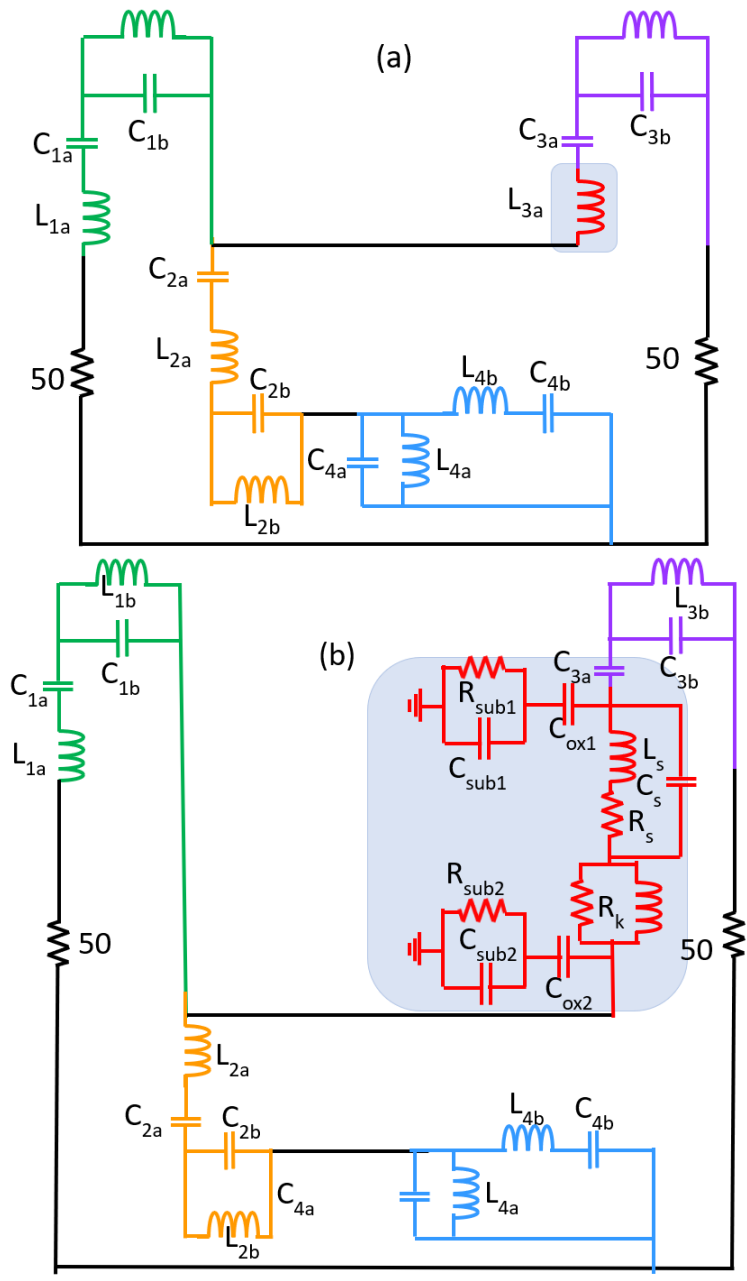 (a)
C1b
C1a
L1a
C3a
C3b
L3a
C2a
L2a
50
50
C2b
L4b
C4b
C4a
L4a
L2b
L1b
L3b
(b)
C1b
C1a
L1a
C3a
C3b
Rsub1
Cox1
Csub1
Ls
Cs
Rs
Rsub2
Rk
Csub2
Cox2
50
50
L2a
C2a
C2b
L4b
C4b
C4a
L4a
L2b